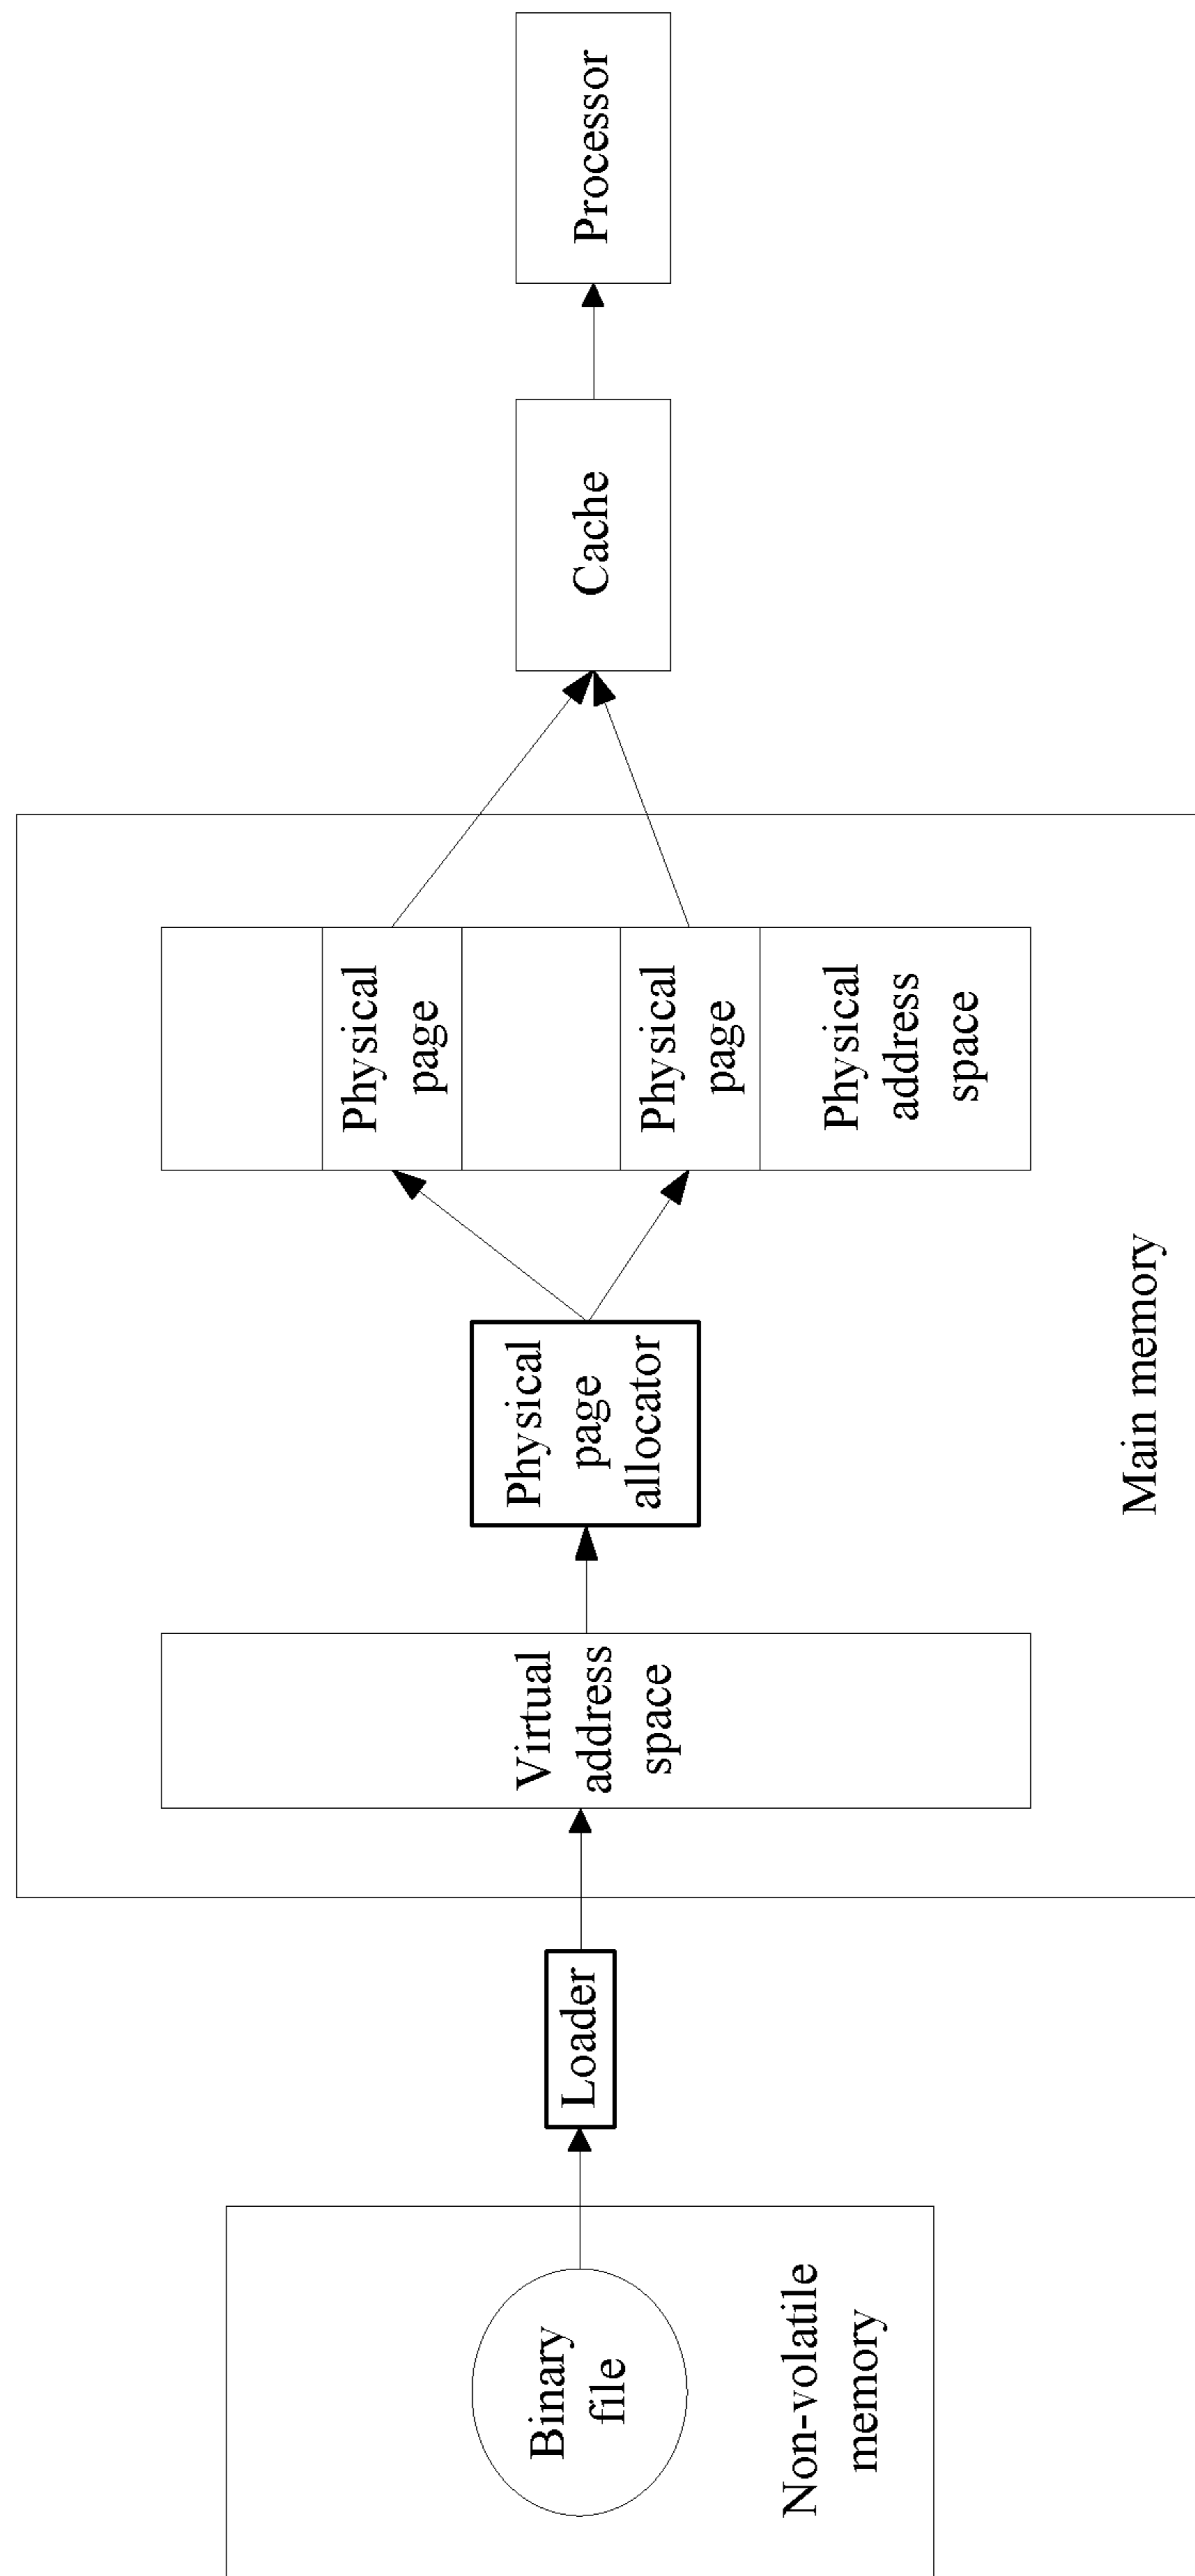 Binary
file
Non-volatile
memory
Loader
Virtual
address
space
Physical
page
allocator
Physical
page
Physical
page
Physical
address
space
Main memory
Cache
Processor